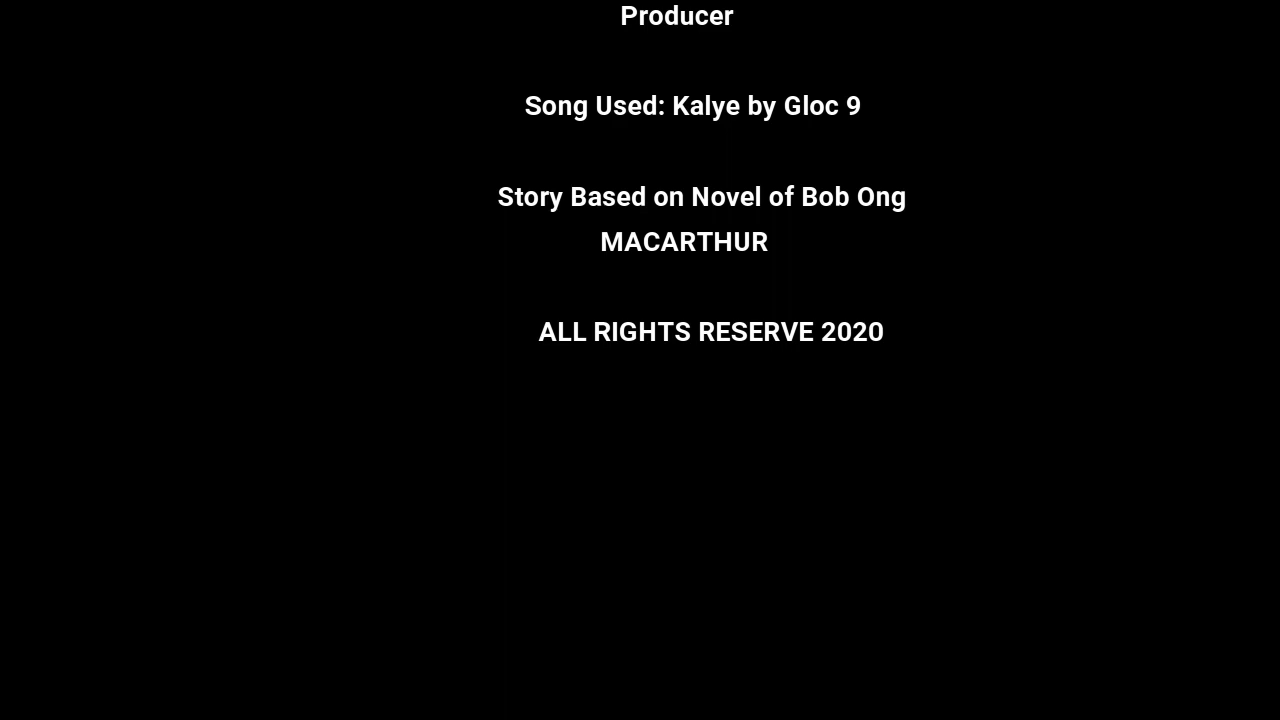 Producer
Song Used: Kalye by Gloc 9
Story Based on Novel of Bob Ong
MACARTHUR
ALL RIGHTS RESERVE 2020